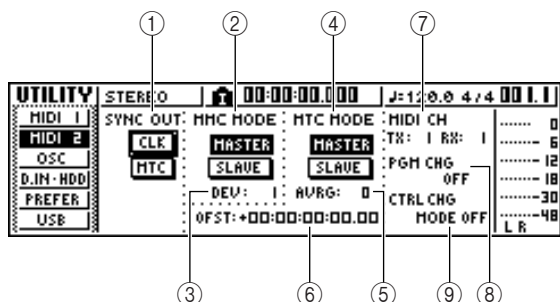 ① ② ④ ⑦
UTILITY STEREO 00:00:00.000 ♩=120.0 4/4 001.1
MIDI 1 SYNC OUT MMC MODE MTC MODE MIDI CH 0
MIDI 2 CLK MASTER MASTER TX: 1 RX: 1 6
OSC MTC SLAVE SLAVE PGM CHG 12
D.IN·HDD OFF 18
PREFER DEV: 1 AVRG: 0 CTRL CHG 30
USB OFST:+00:00:00:00.00 MODE OFF 48
L R
③ ⑥ ⑤ ⑨ ⑧